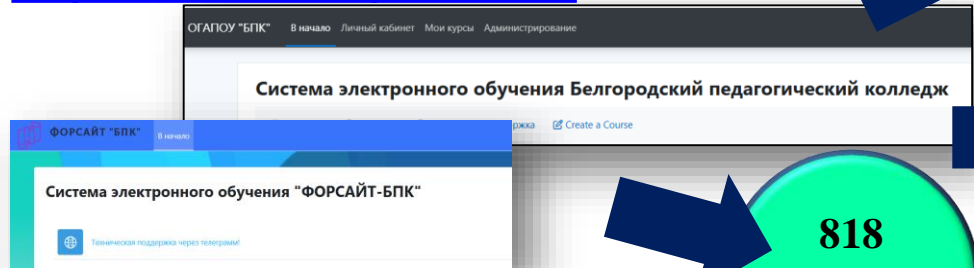 ОГАПОУ "БПК" В начало Личный кабинет Мои курсы Администрирование
Система электронного обучения Белгородский педагогический колледж
Create a Course
ФОРСАЙТ "БПК" В начало
Система электронного обучения "ФОРСАЙТ-БПК"
Техническая поддержка через телеграмм!
818